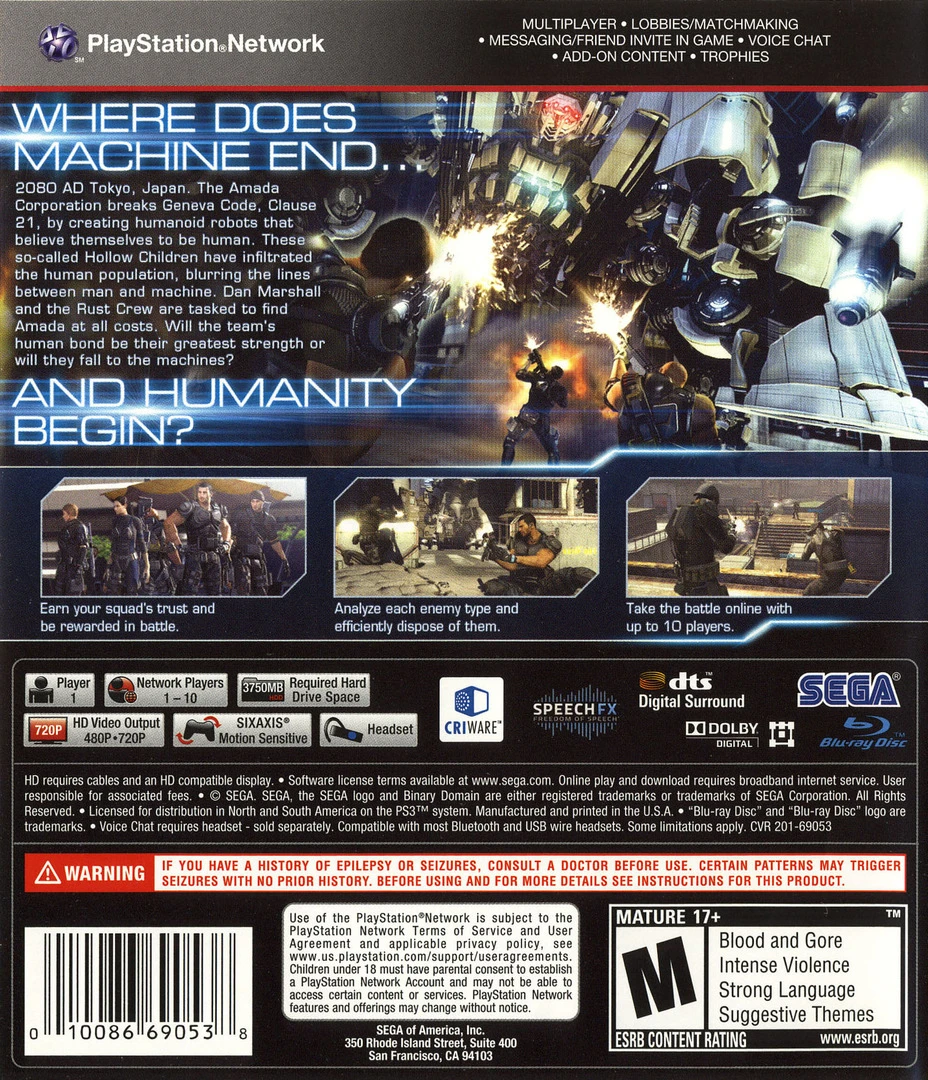 PlayStation®Network
SM
MULTIPLAYER • LOBBIES/MATCHMAKING
• MESSAGING/FRIEND INVITE IN GAME • VOICE CHAT
• ADD-ON CONTENT • TROPHIES
WHERE DOES
MACHINE END...
2080 AD Tokyo, Japan. The Amada
Corporation breaks Geneva Code, Clause
21, by creating humanoid robots that
believe themselves to be human. These
so-called Hollow Children have infiltrated
the human population, blurring the lines
between man and machine. Dan Marshall
and the Rust Crew are tasked to find
Amada at all costs. Will the team's
human bond be their greatest strength or
will they fall to the machines?
AND HUMANITY
BEGIN?
Earn your squad's trust and
be rewarded in battle.
Analyze each enemy type and
efficiently dispose of them.
Take the battle online with
up to 10 players.
Player
1
Network Players
1 – 10
3750MB
HDD
Required Hard
Drive Space
720P
HD Video Output
480P•720P
SIXAXIS®
Motion Sensitive
Headset
CRIWARE™
SPEECHFX
FREEDOM OF SPEECH™
dts™
Digital Surround
DOLBY™
DIGITAL
SEGA®
Blu-ray Disc™
HD requires cables and an HD compatible display. • Software license terms available at www.sega.com. Online play and download requires broadband internet service. User
responsible for associated fees. • © SEGA. SEGA, the SEGA logo and Binary Domain are either registered trademarks or trademarks of SEGA Corporation. All Rights
Reserved. • Licensed for distribution in North and South America on the PS3™ system. Manufactured and printed in the U.S.A. • “Blu-ray Disc” and “Blu-ray Disc” logo are
trademarks. • Voice Chat requires headset - sold separately. Compatible with most Bluetooth and USB wire headsets. Some limitations apply. CVR 201-69053
WARNING
IF YOU HAVE A HISTORY OF EPILEPSY OR SEIZURES, CONSULT A DOCTOR BEFORE USE. CERTAIN PATTERNS MAY TRIGGER
SEIZURES WITH NO PRIOR HISTORY. BEFORE USING AND FOR MORE DETAILS SEE INSTRUCTIONS FOR THIS PRODUCT.
0 10086 69053 8
Use of the PlayStation®Network is subject to the
PlayStation Network Terms of Service and User
Agreement and applicable privacy policy, see
www.us.playstation.com/support/useragreements.
Children under 18 must have parental consent to establish
a PlayStation Network Account and may not be able to
access certain content or services. PlayStation Network
features and offerings may change without notice.
SEGA of America, Inc.
350 Rhode Island Street, Suite 400
San Francisco, CA 94103
MATURE 17+
TM
M
Blood and Gore
Intense Violence
Strong Language
Suggestive Themes
ESRB CONTENT RATING
www.esrb.org